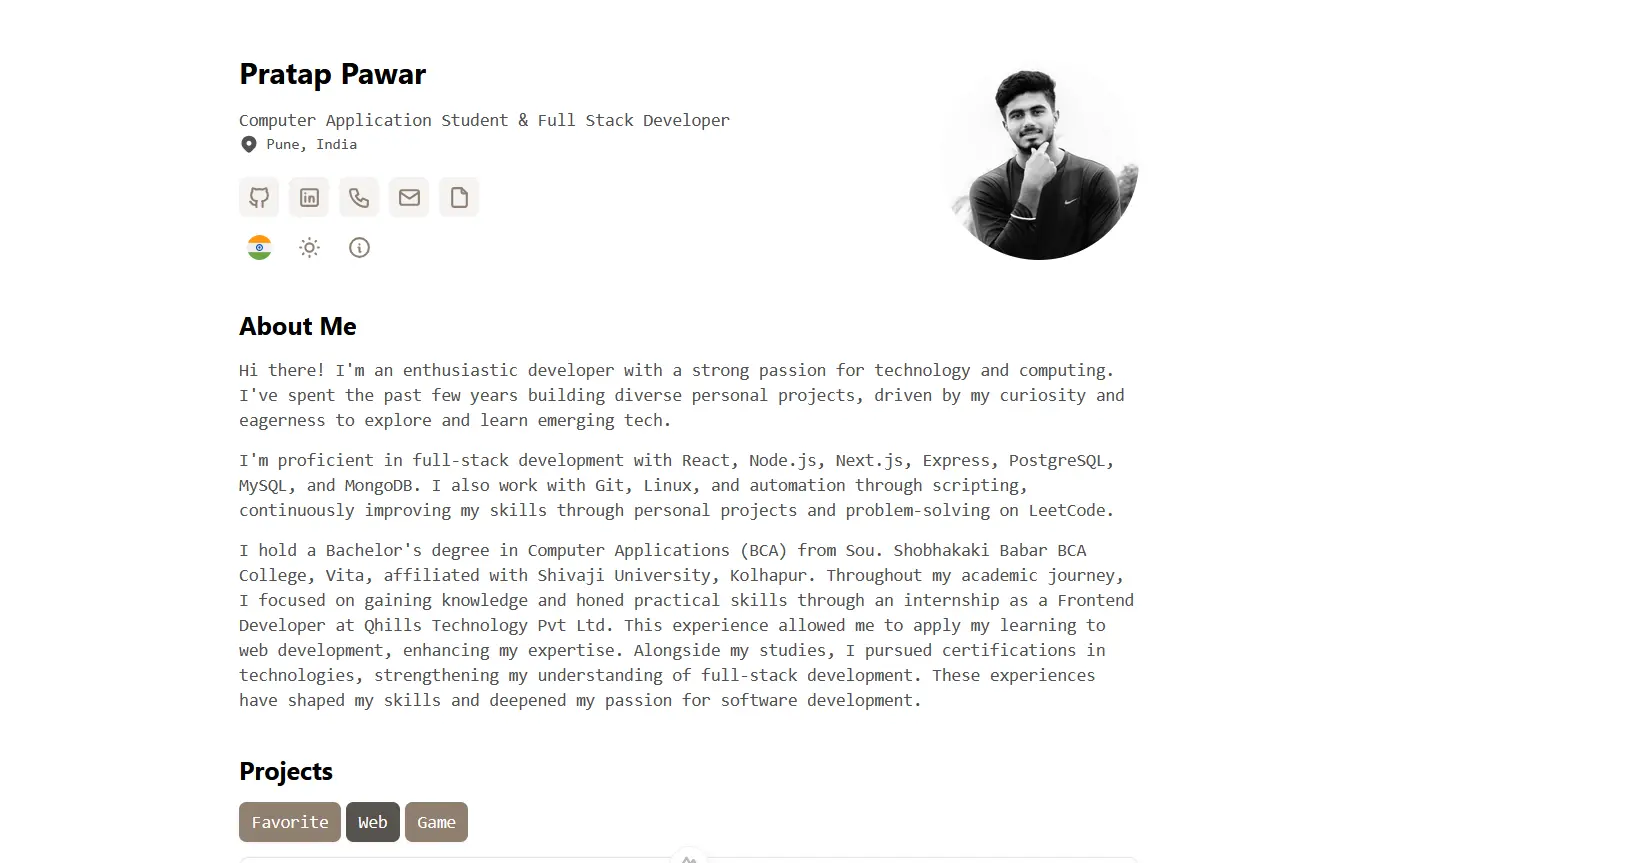 Pratap Pawar
Computer Application Student & Full Stack Developer
Pune, India
About Me
Hi there! I'm an enthusiastic developer with a strong passion for technology and computing.
I've spent the past few years building diverse personal projects, driven by my curiosity and
eagerness to explore and learn emerging tech.
I'm proficient in full-stack development with React, Node.js, Next.js, Express, PostgreSQL,
MySQL, and MongoDB. I also work with Git, Linux, and automation through scripting,
continuously improving my skills through personal projects and problem-solving on LeetCode.
I hold a Bachelor's degree in Computer Applications (BCA) from Sou. Shobhakaki Babar BCA
College, Vita, affiliated with Shivaji University, Kolhapur. Throughout my academic journey,
I focused on gaining knowledge and honed practical skills through an internship as a Frontend
Developer at Qhills Technology Pvt Ltd. This experience allowed me to apply my learning to
web development, enhancing my expertise. Alongside my studies, I pursued certifications in
technologies, strengthening my understanding of full-stack development. These experiences
have shaped my skills and deepened my passion for software development.
Projects
Favorite Web Game